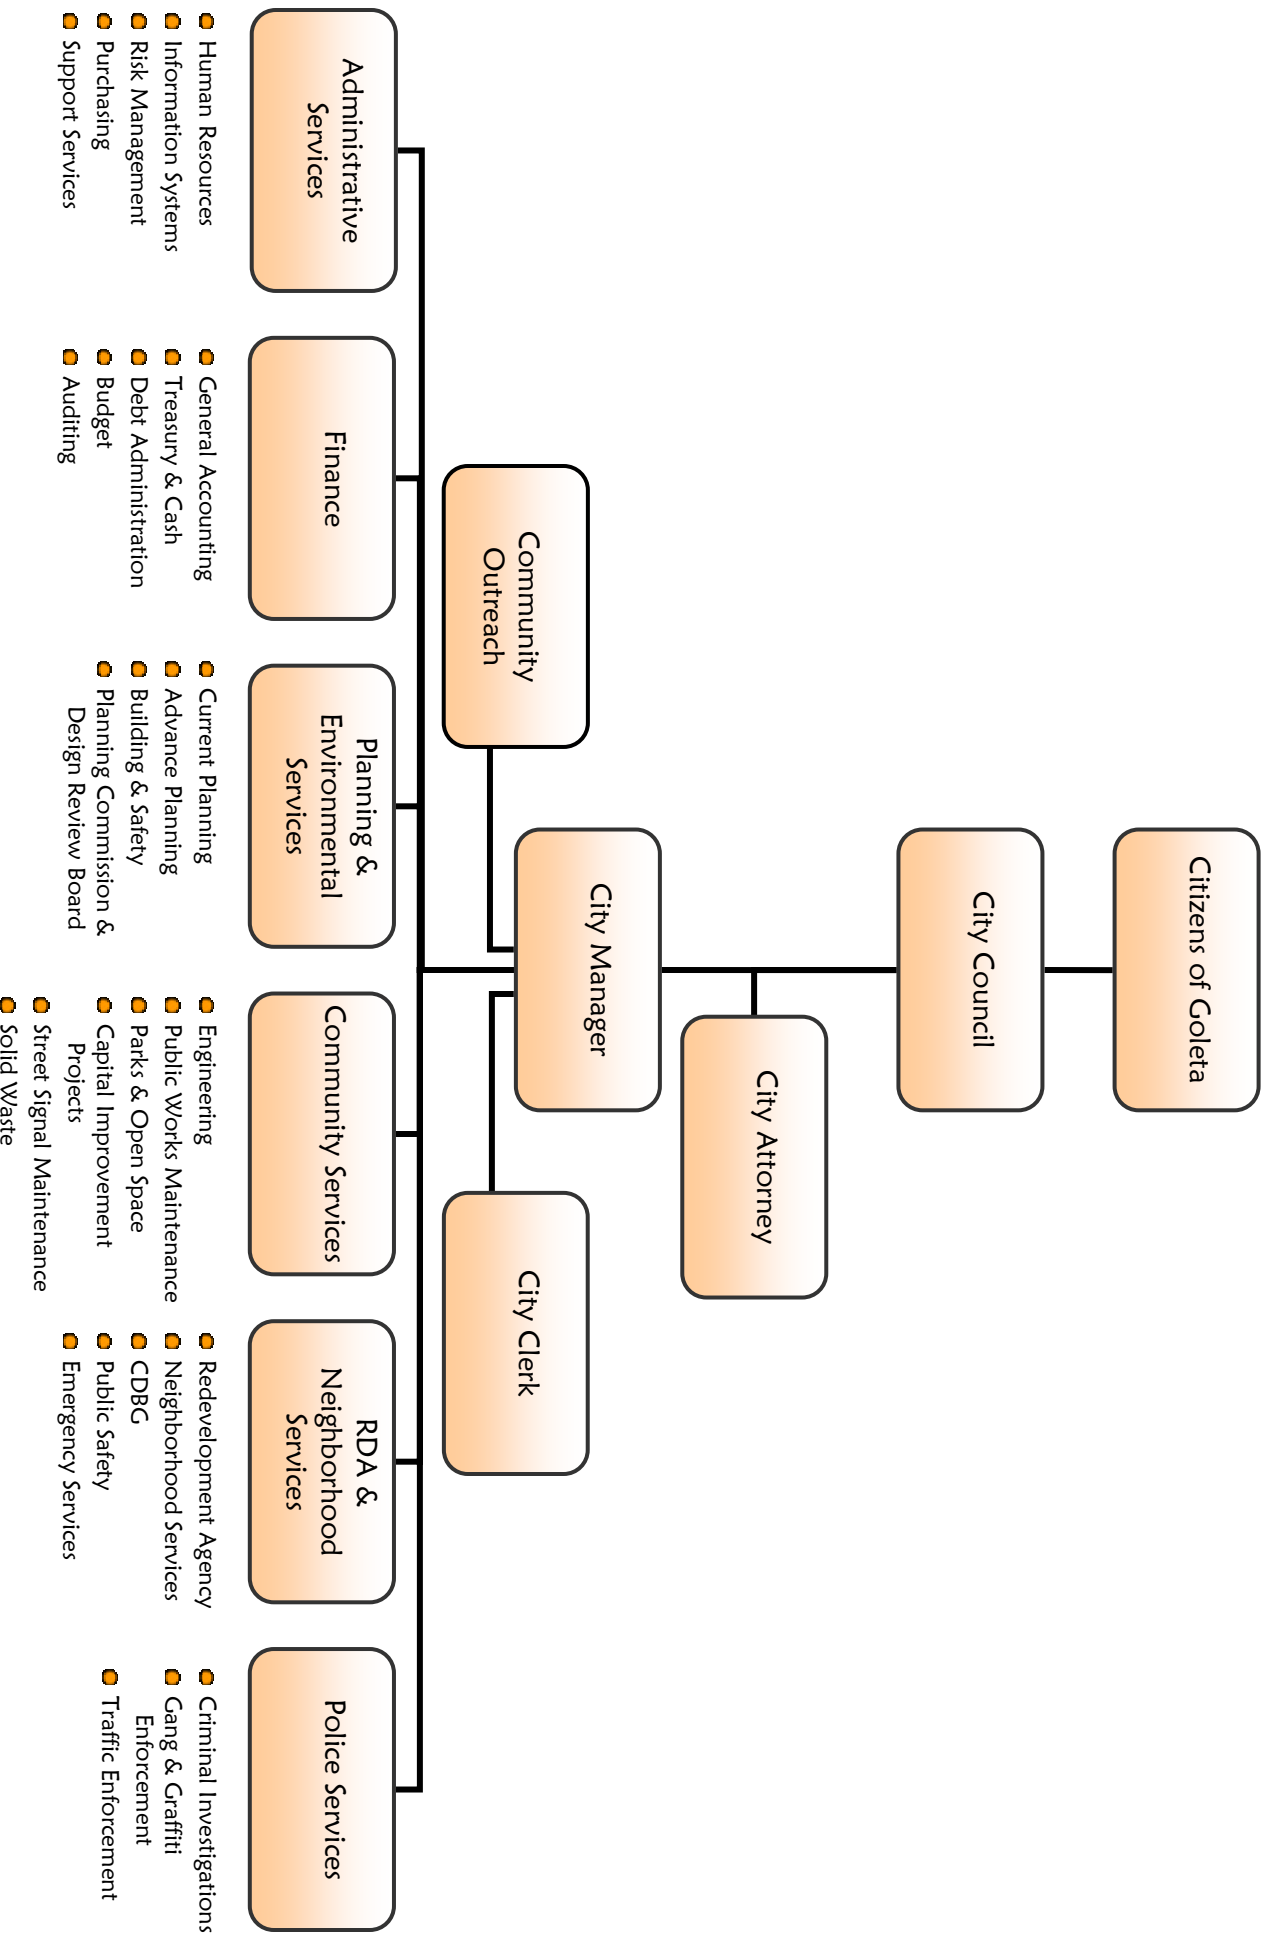 Citizens of Goleta
City Council
City Attorney
City Manager
Community
Outreach
City Clerk
Administrative
Services
Human Resources
Information Systems
Risk Management
Purchasing
Support Services
Finance
General Accounting
Treasury & Cash
Debt Administration
Budget
Auditing
Planning &
Environmental
Services
Current Planning
Advance Planning
Building & Safety
Planning Commission &
Design Review Board
Community Services
Engineering
Public Works Maintenance
Parks & Open Space
Capital Improvement
Projects
Street Signal Maintenance
Solid Waste
RDA &
Neighborhood
Services
Redevelopment Agency
Neighborhood Services
CDBG
Public Safety
Emergency Services
Police Services
Criminal Investigations
Gang & Graffiti
Enforcement
Traffic Enforcement